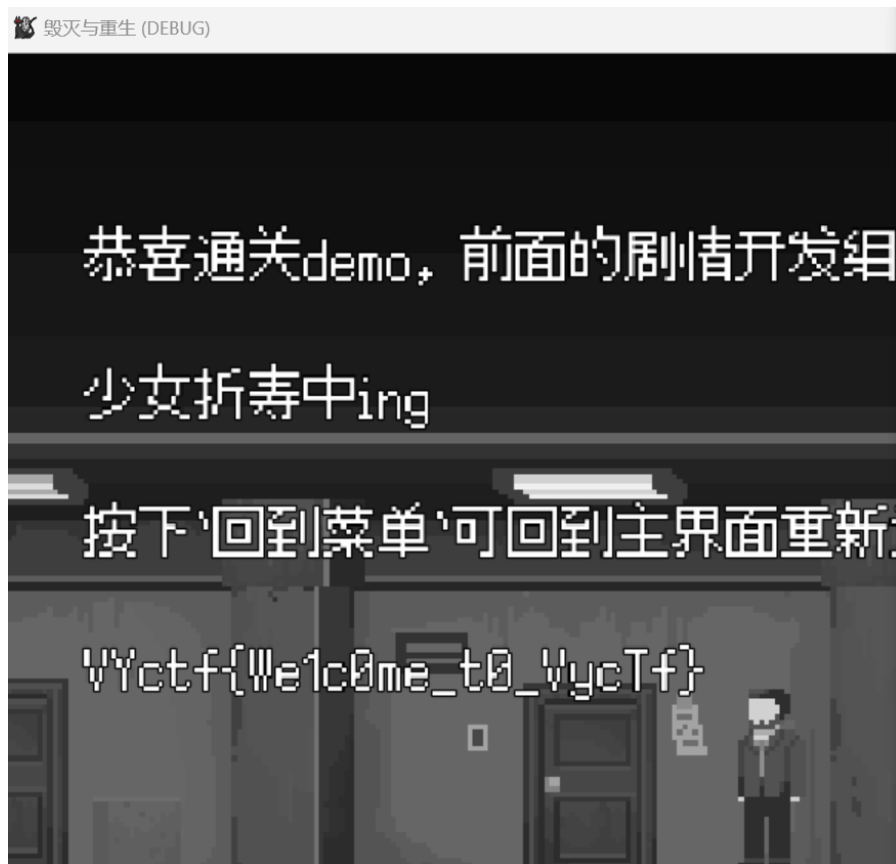 毁灭与重生 (DEBUG)
恭喜通关demo，前面的剧情开发组
少女折寿中ing
按下'回到菜单'可回到主界面重新
VYctf{We1c0me_t0_VycTf}